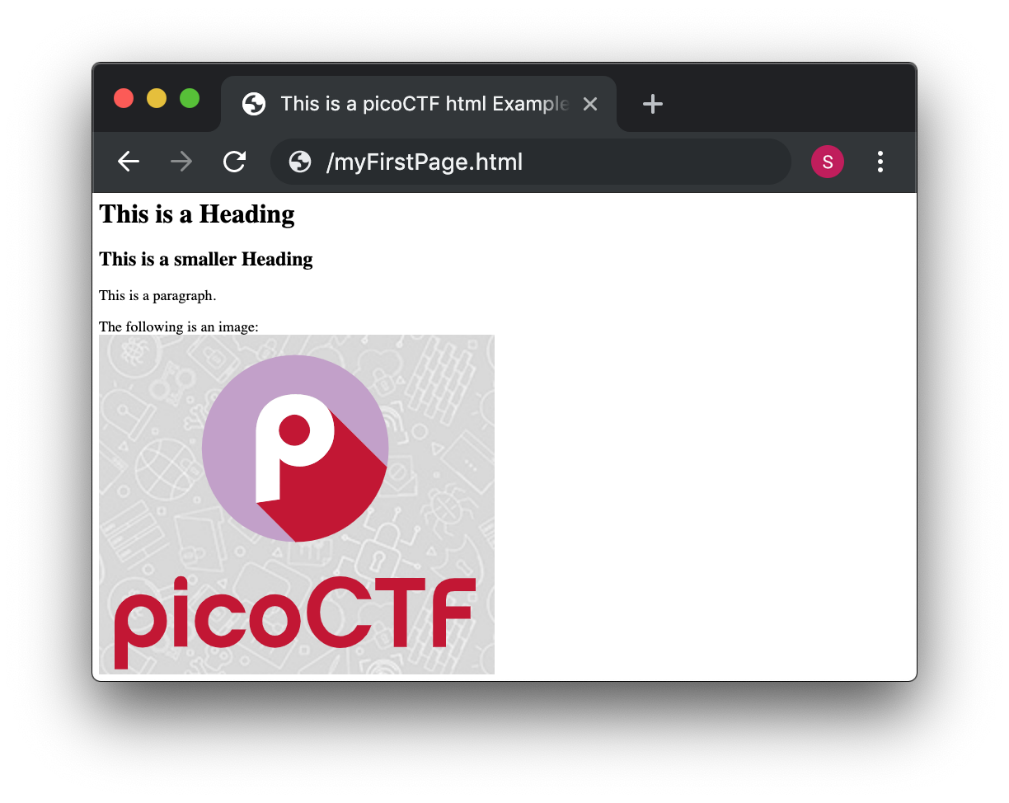 This is a picoCTF html Example
/myFirstPage.html
S
This is a Heading
This is a smaller Heading
This is a paragraph.
The following is an image:
p
picoCTF